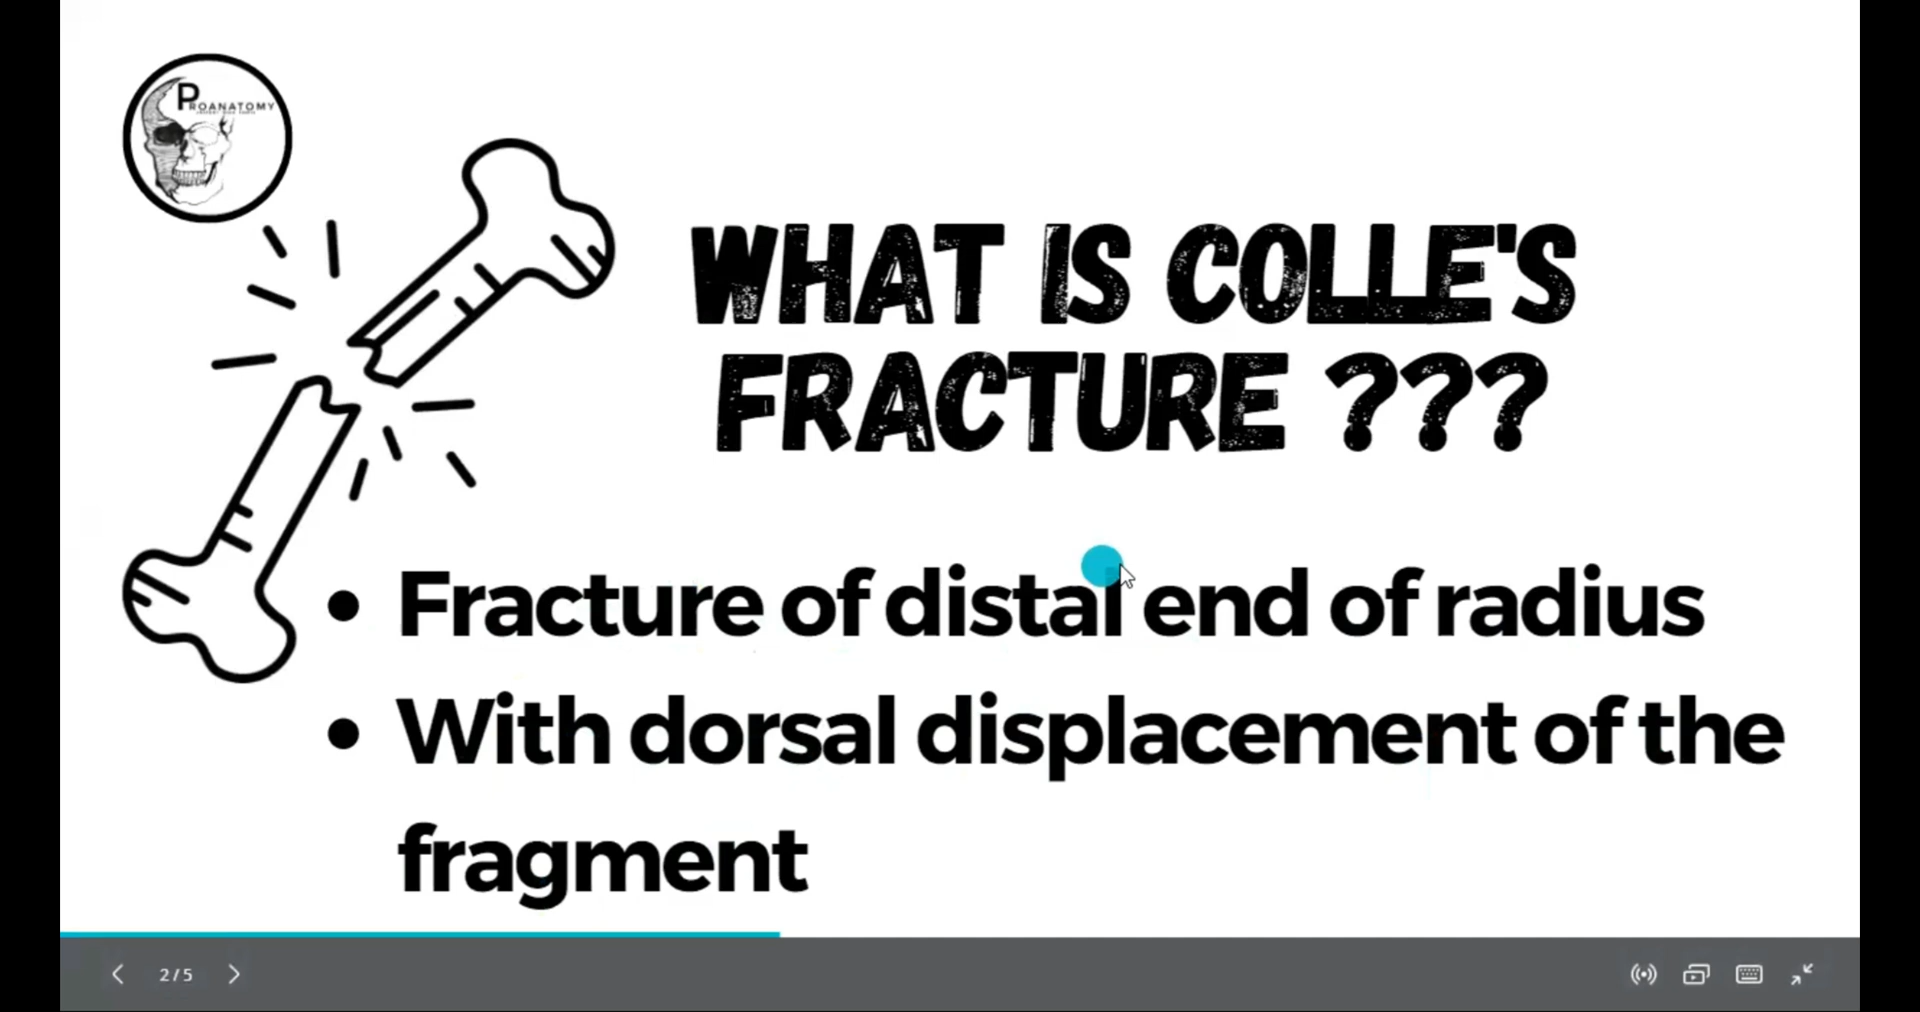 PROANATOMY
WHAT IS COLLE'S
FRACTURE ???
• Fracture of distal end of radius
• With dorsal displacement of the
fragment
2/5